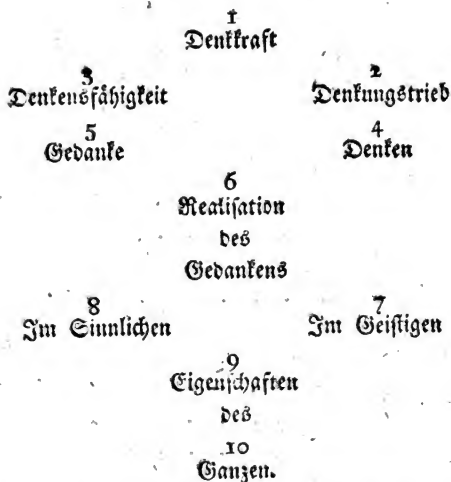 1
Denkkraft
3 2
Denkensfähigkeit Denkungstrieb
5 4
Gedanke Denken
6
Realisation
des
Gedankens
8 7
Im Sinnlichen Im Geistigen
9
Eigenschaften
des
10
Ganzen.